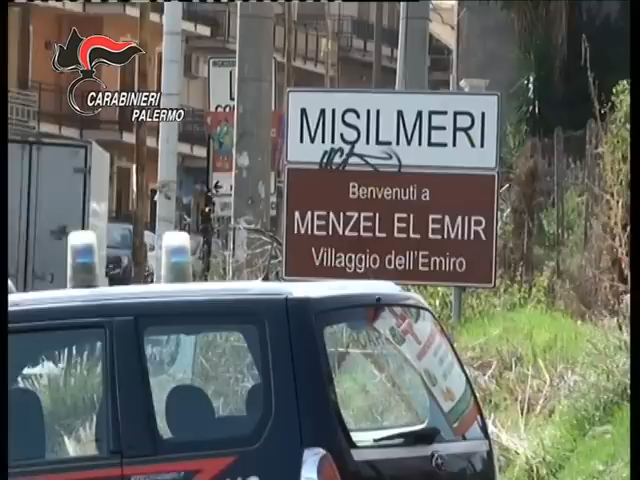 CARABINIERI
PALERMO
MISILMERI
Benvenuti a
MENZEL EL EMIR
Villaggio dell'Emiro